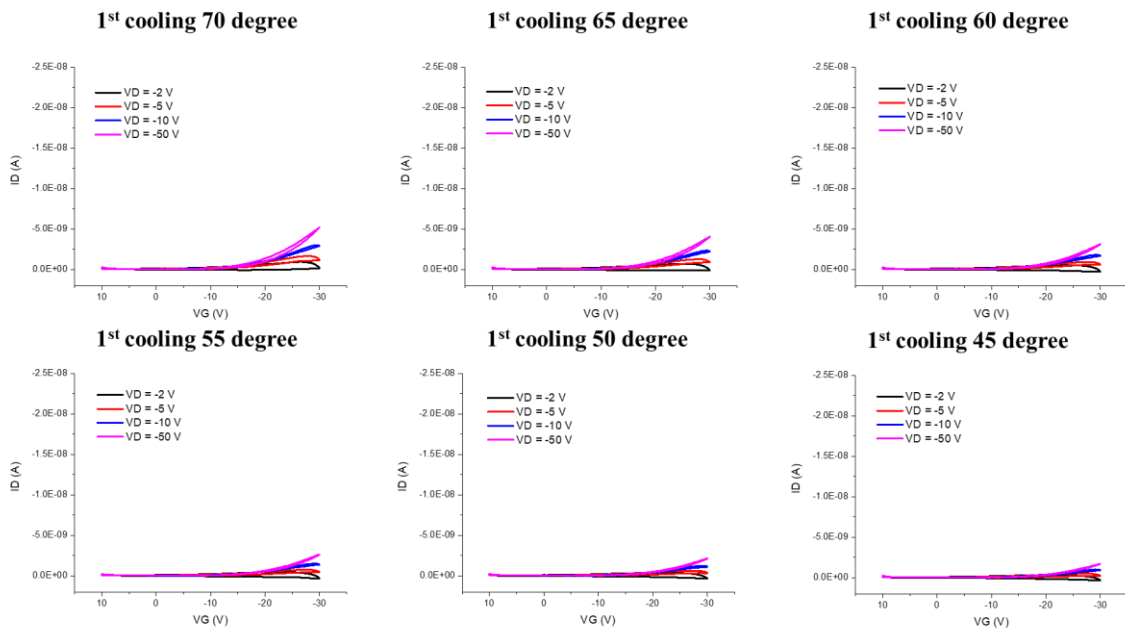 1st cooling 70 degree
-2.5E-08
-2.0E-08
-1.5E-08
-1.0E-08
-5.0E-09
0.0E+00
ID (A)
VD = -2 V
VD = -5 V
VD = -10 V
VD = -50 V
10
0
-10
-20
-30
VG (V)
1st cooling 65 degree
-2.5E-08
-2.0E-08
-1.5E-08
-1.0E-08
-5.0E-09
0.0E+00
ID (A)
VD = -2 V
VD = -5 V
VD = -10 V
VD = -50 V
10
0
-10
-20
-30
VG (V)
1st cooling 60 degree
-2.5E-08
-2.0E-08
-1.5E-08
-1.0E-08
-5.0E-09
0.0E+00
ID (A)
VD = -2 V
VD = -5 V
VD = -10 V
VD = -50 V
10
0
-10
-20
-30
VG (V)
1st cooling 55 degree
-2.5E-08
-2.0E-08
-1.5E-08
-1.0E-08
-5.0E-09
0.0E+00
ID (A)
VD = -2 V
VD = -5 V
VD = -10 V
VD = -50 V
10
0
-10
-20
-30
VG (V)
1st cooling 50 degree
-2.5E-08
-2.0E-08
-1.5E-08
-1.0E-08
-5.0E-09
0.0E+00
ID (A)
VD = -2 V
VD = -5 V
VD = -10 V
VD = -50 V
10
0
-10
-20
-30
VG (V)
1st cooling 45 degree
-2.5E-08
-2.0E-08
-1.5E-08
-1.0E-08
-5.0E-09
0.0E+00
ID (A)
VD = -2 V
VD = -5 V
VD = -10 V
VD = -50 V
10
0
-10
-20
-30
VG (V)